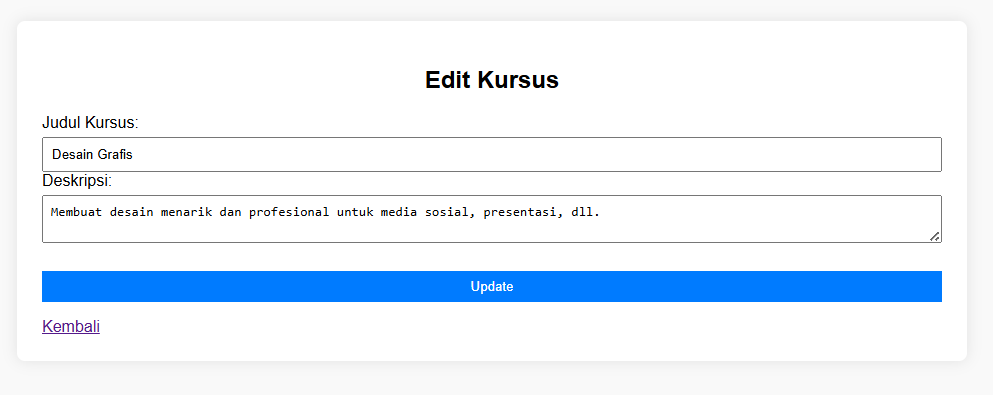 Edit Kursus
Judul Kursus:
Desain Grafis
Deskripsi:
Membuat desain menarik dan profesional untuk media sosial, presentasi, dll.
Update
Kembali